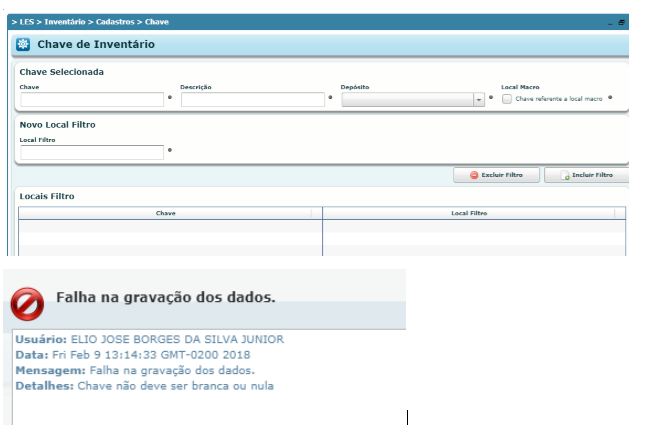 > LES > Inventário > Cadastros > Chave
Chave de Inventário
Chave Selecionada
Chave Descrição Depósito Local Macro
Chave referente a local macro
Novo Local Filtro
Local Filtro
Excluir Filtro Incluir Filtro
Locais Filtro
Chave Local Filtro
Falha na gravação dos dados.
Usuário: ELIO JOSE BORGES DA SILVA JUNIOR
Data: Fri Feb 9 13:14:33 GMT-0200 2018
Mensagem: Falha na gravação dos dados.
Detalhes: Chave não deve ser branca ou nula